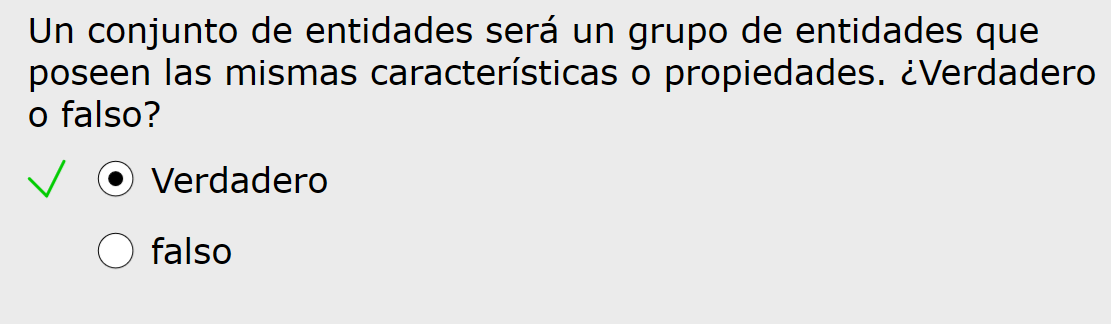 Un conjunto de entidades será un grupo de entidades que
poseen las mismas características o propiedades. ¿Verdadero
o falso?
Verdadero
falso